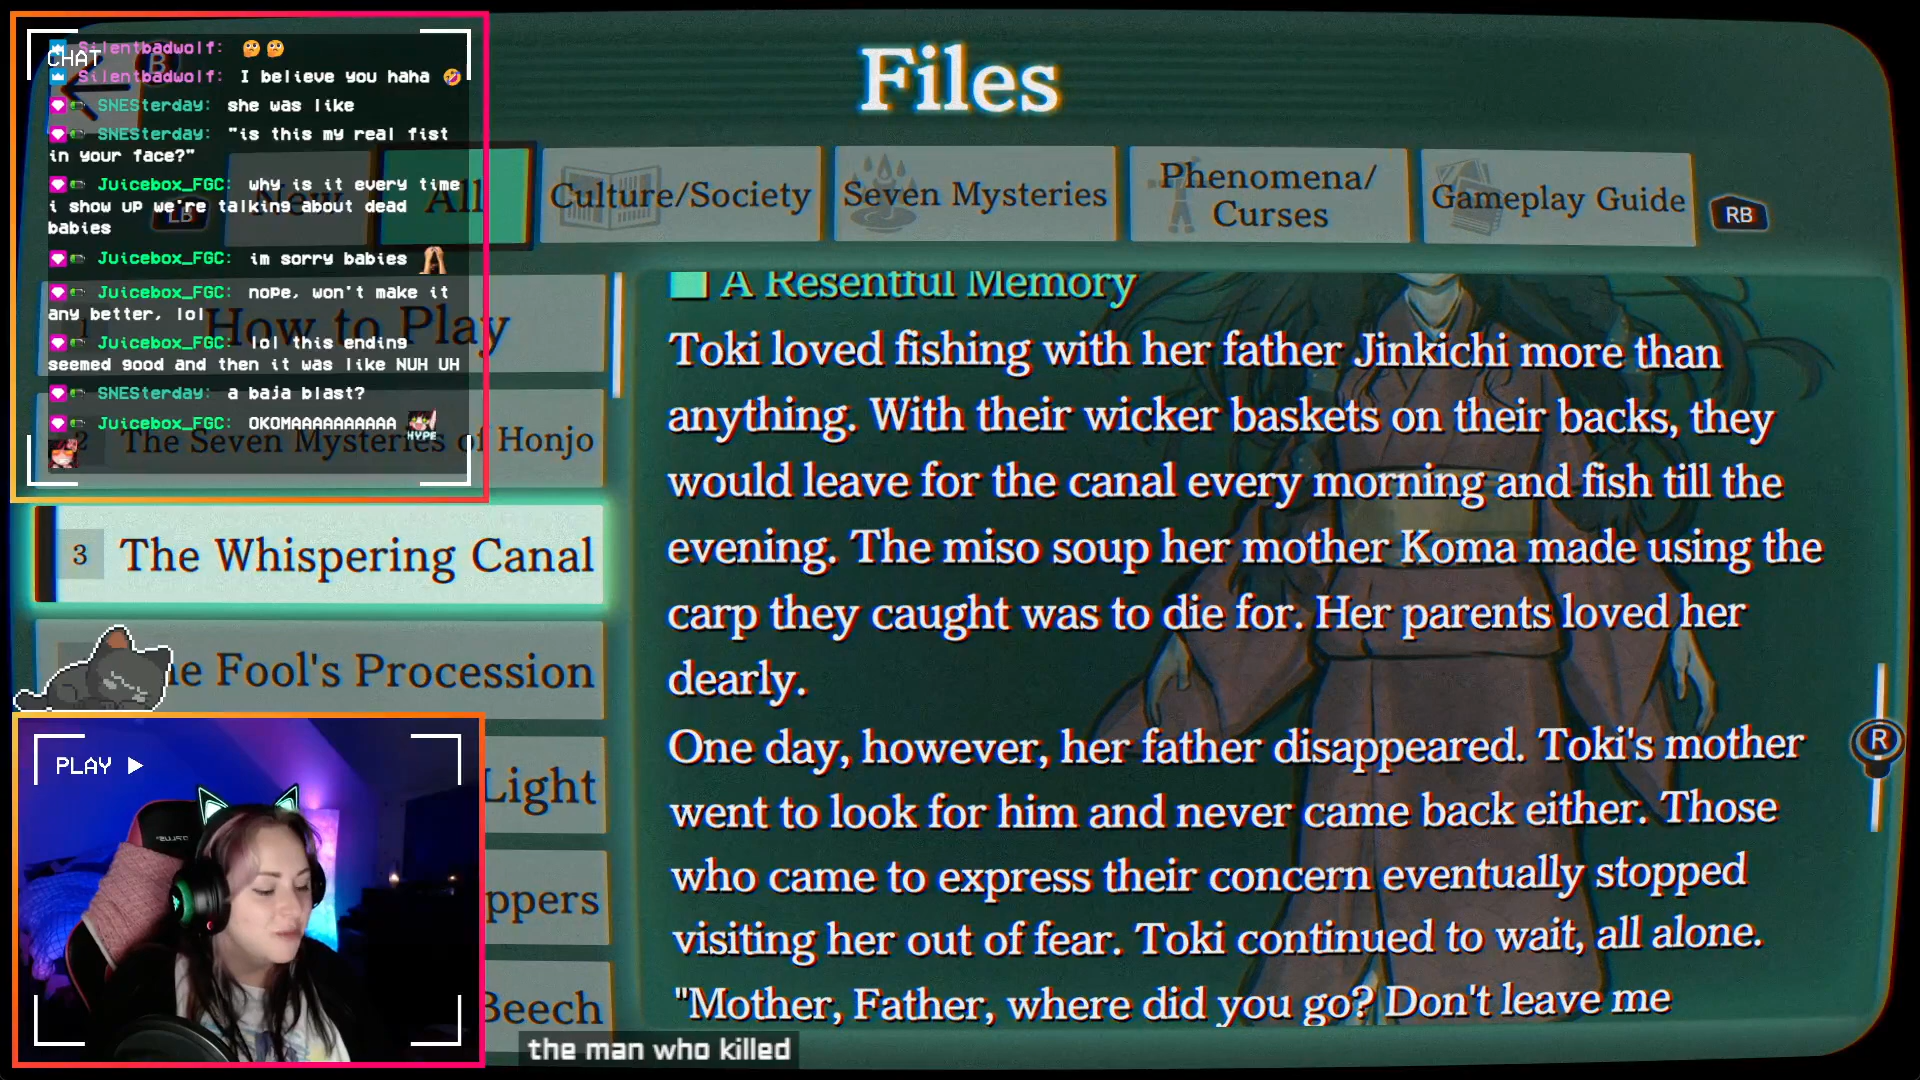 CHAT
Silentbadwolf:
Silentbadwolf: I believe you haha
SNESterday: she was like
SNESterday: "is this my real fist
in your face?"
Juicebox_FGC: why is it every time
i show up we're talking about dead
babies
Juicebox_FGC: im sorry babies
Juicebox_FGC: nope, won't make it
any better, lol
Juicebox_FGC: lol this ending
seemed good and then it was like NUH UH
SNESterday: a baja blast?
Juicebox_FGC: OKOMAAAAAAAAAA
HYPE
B
Files
LB
New
All
Culture/Society
Seven Mysteries
Phenomena/
Curses
Gameplay Guide
RB
1 How to Play
2 The Seven Mysteries of Honjo
3 The Whispering Canal
Fool's Procession
Light
ppers
Beech
A Resentful Memory
Toki loved fishing with her father Jinkichi more than
anything. With their wicker baskets on their backs, they
would leave for the canal every morning and fish till the
evening. The miso soup her mother Koma made using the
carp they caught was to die for. Her parents loved her
dearly.
One day, however, her father disappeared. Toki's mother
went to look for him and never came back either. Those
who came to express their concern eventually stopped
visiting her out of fear. Toki continued to wait, all alone.
"Mother, Father, where did you go? Don't leave me
R
PLAY
the man who killed